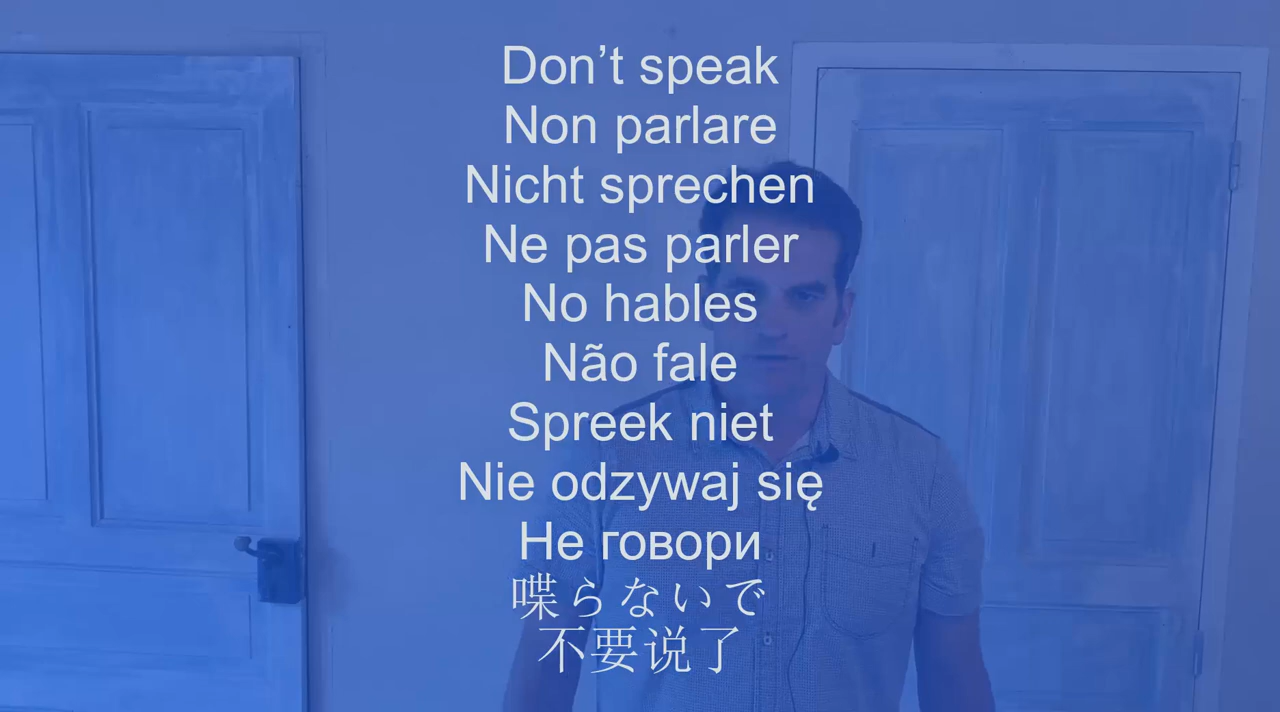 Don’t speak
Non parlare
Nicht sprechen
Ne pas parler
No hables
Não fale
Spreek niet
Nie odzywaj się
Не говори
喋らないで
不要说了